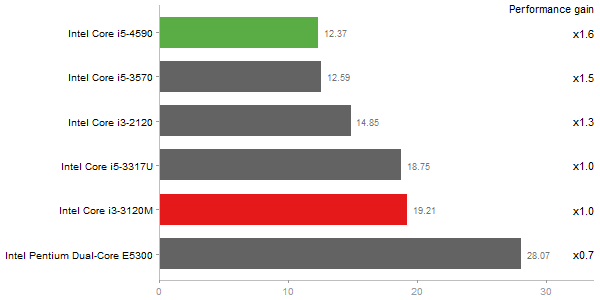 Performance gain
Intel Core i5-4590 12.37 x1.6
Intel Core i5-3570 12.59 x1.5
Intel Core i3-2120 14.85 x1.3
Intel Core i5-3317U 18.75 x1.0
Intel Core i3-3120M 19.21 x1.0
Intel Pentium Dual-Core E5300 28.07 x0.7
0 10 20 30